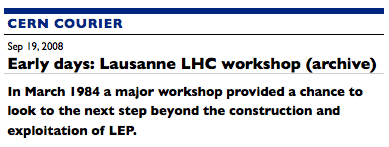 CERN COURIER
Sep 19, 2008
Early days: Lausanne LHC workshop (archive)
In March 1984 a major workshop provided a chance to
look to the next step beyond the construction and
exploitation of LEP.